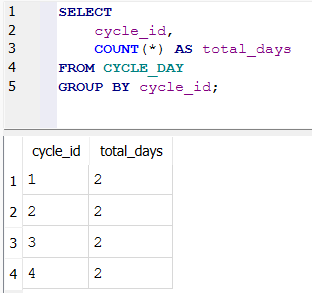 1 SELECT
2 cycle_id,
3 COUNT(*) AS total_days
4 FROM CYCLE_DAY
5 GROUP BY cycle_id;
cycle_id total_days
1 1 2
2 2 2
3 3 2
4 4 2